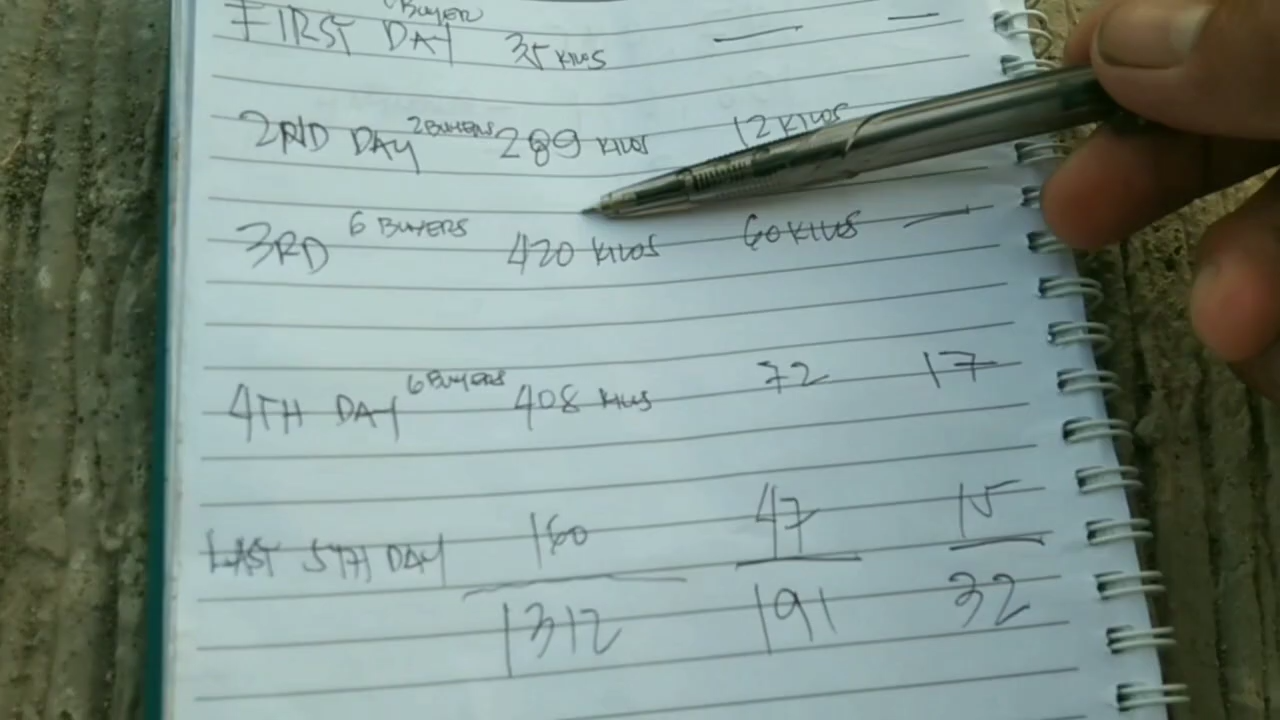 1 BUYER
FIRST DAY 35 KILOS — —
2ND DAY 2 BUYERS 289 KILOS 12 KILOS
3RD 6 BUYERS 420 KILOS 60 KILOS —
4TH DAY 6 BUYERS 408 KILOS 72 17
LAST 5TH DAY 160 47 15
1312 191 32